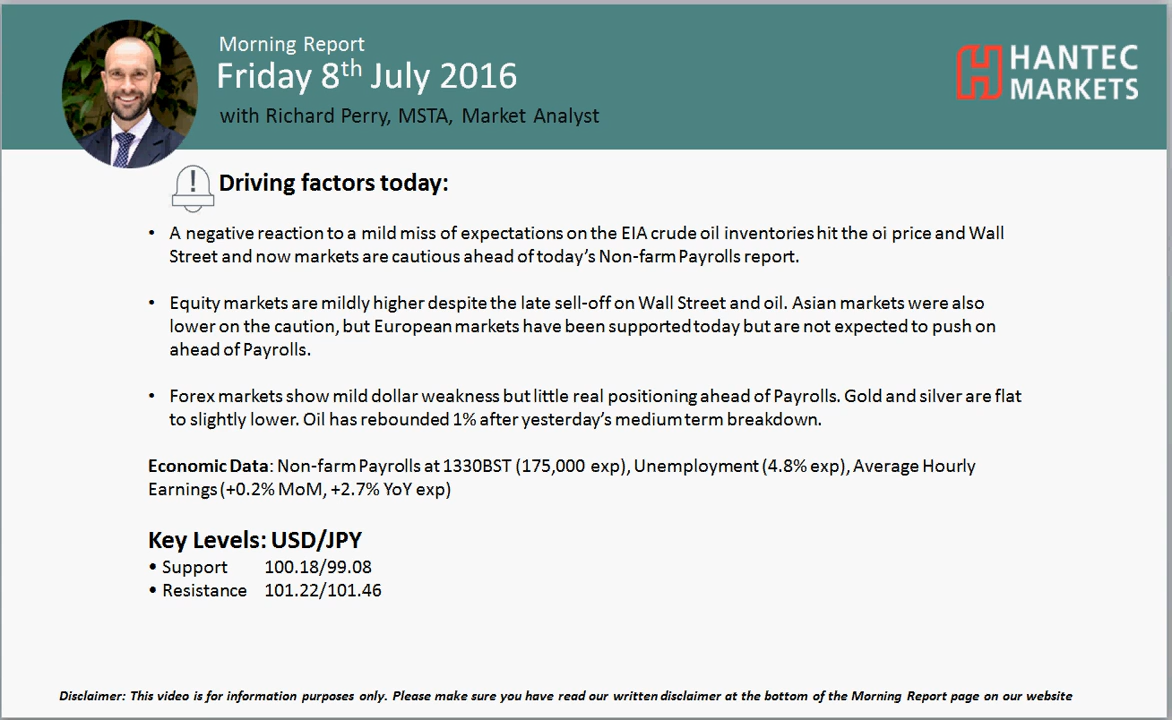 Morning Report
Friday 8th July 2016
with Richard Perry, MSTA, Market Analyst
HANTEC
MARKETS
! Driving factors today:
• A negative reaction to a mild miss of expectations on the EIA crude oil inventories hit the oi price and Wall
Street and now markets are cautious ahead of today's Non-farm Payrolls report.
• Equity markets are mildly higher despite the late sell-off on Wall Street and oil. Asian markets were also
lower on the caution, but European markets have been supported today but are not expected to push on
ahead of Payrolls.
• Forex markets show mild dollar weakness but little real positioning ahead of Payrolls. Gold and silver are flat
to slightly lower. Oil has rebounded 1% after yesterday's medium term breakdown.
Economic Data: Non-farm Payrolls at 1330BST (175,000 exp), Unemployment (4.8% exp), Average Hourly
Earnings (+0.2% MoM, +2.7% YoY exp)
Key Levels: USD/JPY
• Support 100.18/99.08
• Resistance 101.22/101.46
Disclaimer: This video is for information purposes only. Please make sure you have read our written disclaimer at the bottom of the Morning Report page on our website